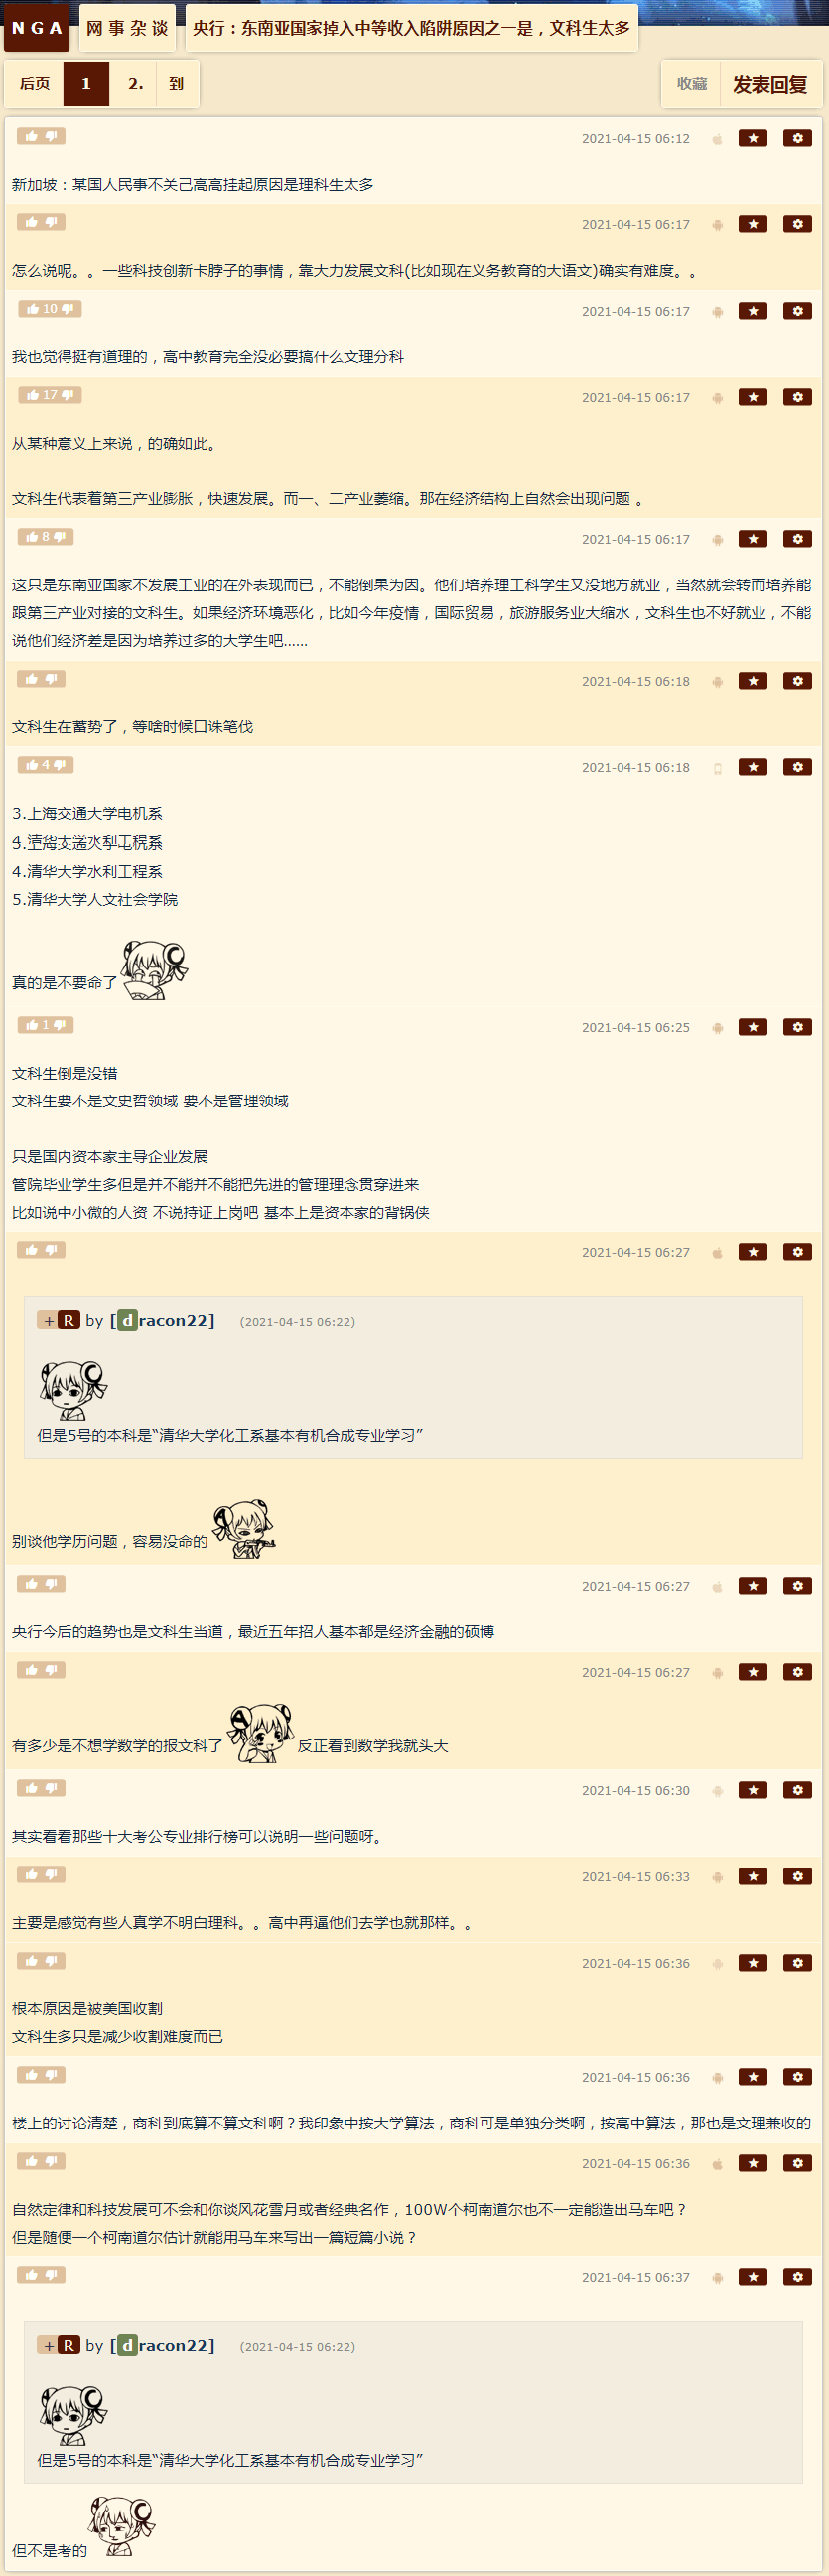 NGA 网事杂谈 央行：东南亚国家掉入中等收入陷阱原因之一是，文科生太多
后页 1 2. 到 收藏 发表回复
2021-04-15 06:12
新加坡：某国人民事不关己高高挂起原因是理科生太多
2021-04-15 06:17
怎么说呢。。一些科技创新卡脖子的事情，靠大力发展文科(比如现在义务教育的大语文)确实有难度。。
10 2021-04-15 06:17
我也觉得挺有道理的，高中教育完全没必要搞什么文理分科
17 2021-04-15 06:17
从某种意义上来说，的确如此。
文科生代表着第三产业膨胀，快速发展。而一、二产业萎缩。那在经济结构上自然会出现问题 。
8 2021-04-15 06:17
这只是东南亚国家不发展工业的在外表现而已，不能倒果为因。他们培养理工科学生又没地方就业，当然就会转而培养能
跟第三产业对接的文科生。如果经济环境恶化，比如今年疫情，国际贸易，旅游服务业大缩水，文科生也不好就业，不能
说他们经济差是因为培养过多的大学生吧……
2021-04-15 06:18
文科生在蓄势了，等啥时候口诛笔伐
4 2021-04-15 06:18
3.上海交通大学电机系
4.清华大学水利工程系
5.清华大学人文社会学院
真的是不要命了
1 2021-04-15 06:25
文科生倒是没错
文科生要不是文史哲领域 要不是管理领域
只是国内资本家主导企业发展
管院毕业学生多但是并不能并不能把先进的管理理念贯穿进来
比如说中小微的人资 不说持证上岗吧 基本上是资本家的背锅侠
2021-04-15 06:27
+ R by [dracon22] (2021-04-15 06:22)
但是5号的本科是“清华大学化工系基本有机合成专业学习”
别谈他学历问题，容易没命的
2021-04-15 06:27
央行今后的趋势也是文科生当道，最近五年招人基本都是经济金融的硕博
2021-04-15 06:27
有多少是不想学数学的报文科了 反正看到数学我就头大
2021-04-15 06:30
其实看看那些十大考公专业排行榜可以说明一些问题呀。
2021-04-15 06:33
主要是感觉有些人真学不明白理科。。高中再逼他们去学也就那样。。
2021-04-15 06:36
根本原因是被美国收割
文科生多只是减少收割难度而已
2021-04-15 06:36
楼上的讨论清楚，商科到底算不算文科啊？我印象中按大学算法，商科可是单独分类啊，按高中算法，那也是文理兼收的
2021-04-15 06:36
自然定律和科技发展可不会和你谈风花雪月或者经典名作，100W个柯南道尔也不一定能造出马车吧？
但是随便一个柯南道尔估计就能用马车来写出一篇短篇小说？
2021-04-15 06:37
+ R by [dracon22] (2021-04-15 06:22)
但是5号的本科是“清华大学化工系基本有机合成专业学习”
但不是考的